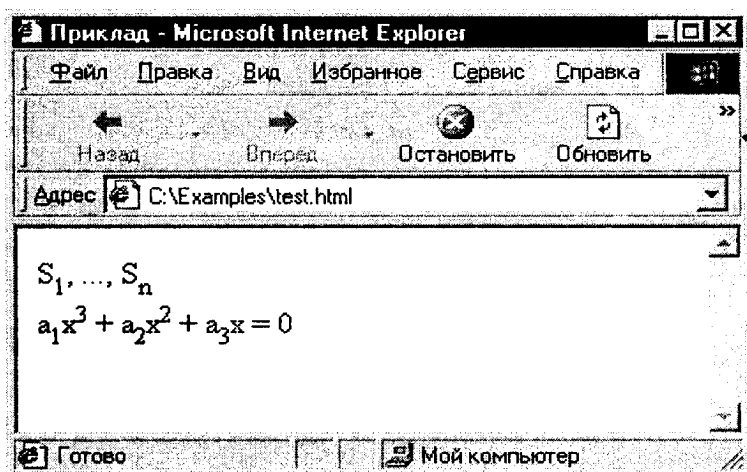 Приклад - Microsoft Internet Explorer
Файл Правка Вид Избранное Сервис Справка
Назад Вперед Остановить Обновить »
Адрес C:\Examples\test.html
S₁, ..., Sₙ
a₁x³ + a₂x² + a₃x = 0
Готово Мой компьютер